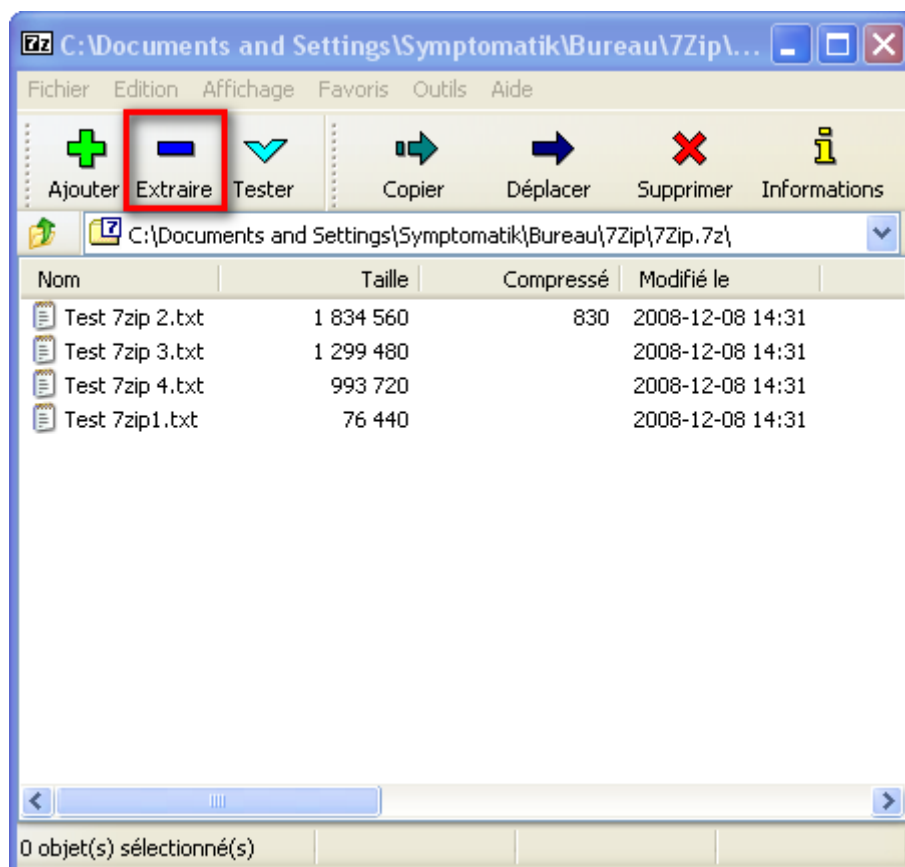 7z C:\Documents and Settings\Symptomatik\Bureau\7Zip\...
Fichier Edition Affichage Favoris Outils Aide
Ajouter Extraire Tester Copier Déplacer Supprimer Informations
C:\Documents and Settings\Symptomatik\Bureau\7Zip\7Zip.7z\
Nom Taille Compressé Modifié le
Test 7zip 2.txt 1 834 560 830 2008-12-08 14:31
Test 7zip 3.txt 1 299 480 2008-12-08 14:31
Test 7zip 4.txt 993 720 2008-12-08 14:31
Test 7zip1.txt 76 440 2008-12-08 14:31
0 objet(s) sélectionné(s)